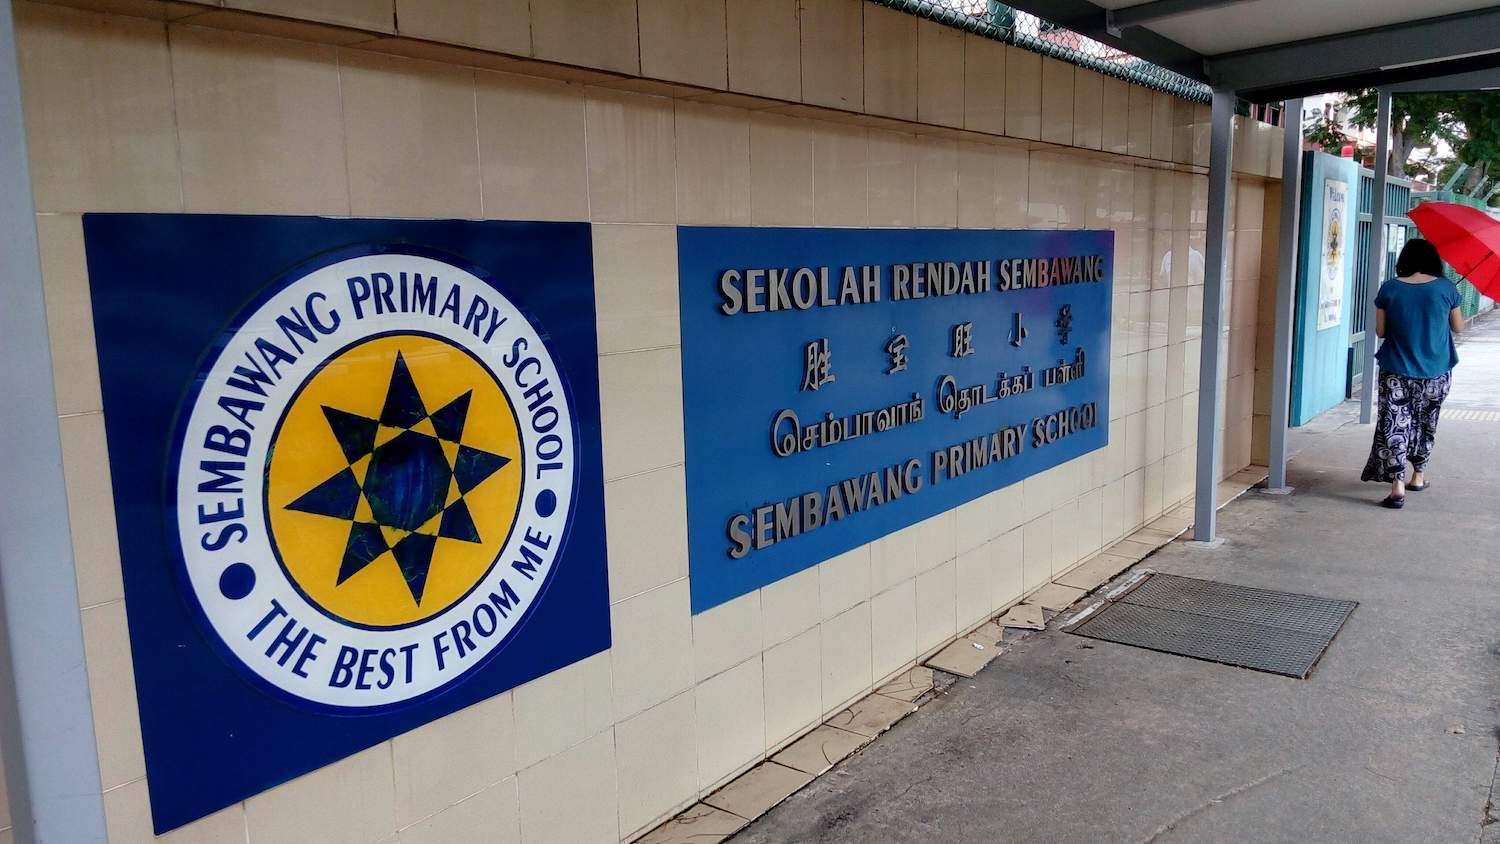 SEMBAWANG PRIMARY SCHOOL
THE BEST FROM ME
SEKOLAH RENDAH SEMBAWANG
胜宝旺小学
செம்பாவாங் தொடக்கப் பள்ளி
SEMBAWANG PRIMARY SCHOOL
Welcome